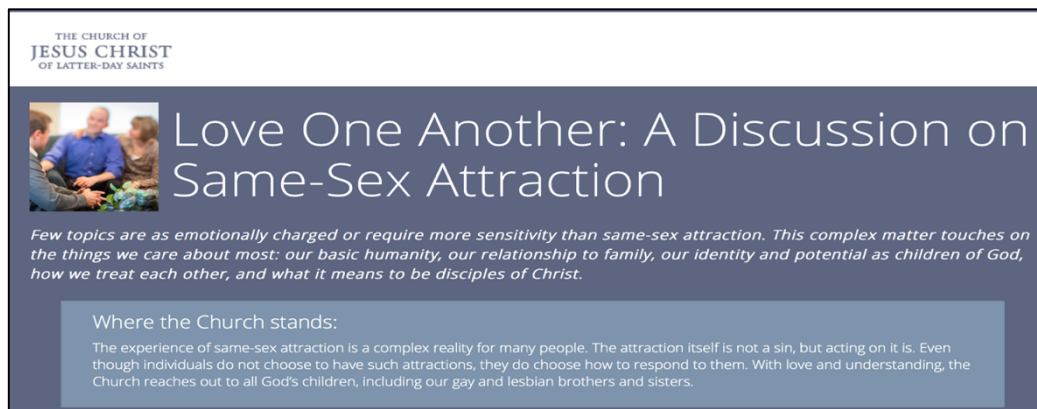 THE CHURCH OF
JESUS CHRIST
OF LATTER-DAY SAINTS
Love One Another: A Discussion on
Same-Sex Attraction
Few topics are as emotionally charged or require more sensitivity than same-sex attraction. This complex matter touches on
the things we care about most: our basic humanity, our relationship to family, our identity and potential as children of God,
how we treat each other, and what it means to be disciples of Christ.
Where the Church stands:
The experience of same-sex attraction is a complex reality for many people. The attraction itself is not a sin, but acting on it is. Even
though individuals do not choose to have such attractions, they do choose how to respond to them. With love and understanding, the
Church reaches out to all God's children, including our gay and lesbian brothers and sisters.